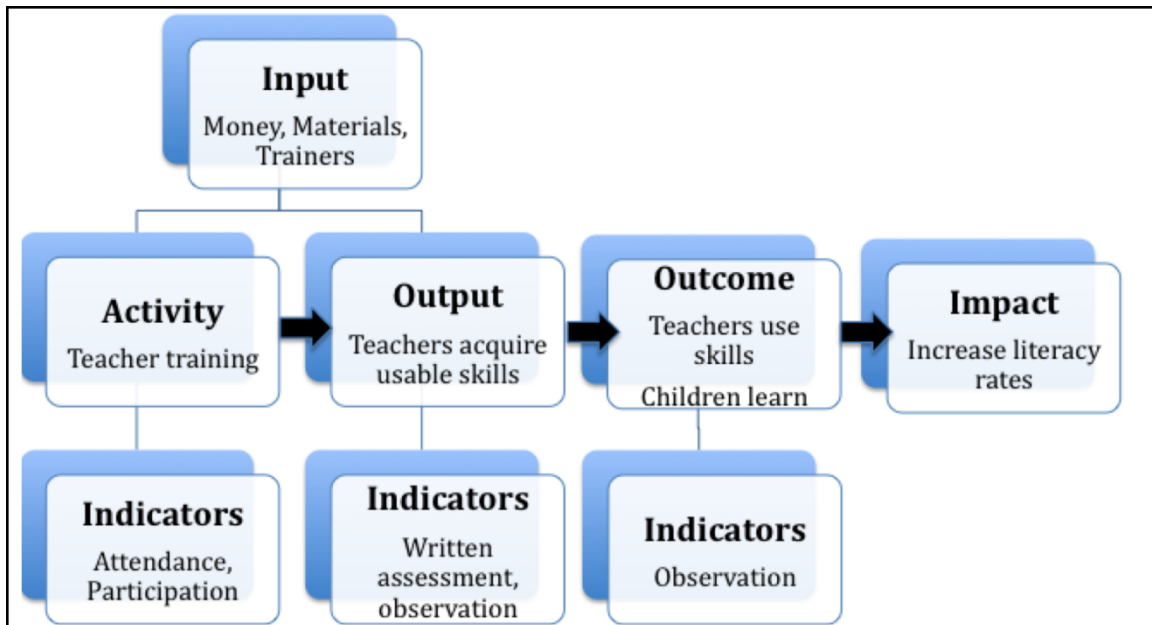 Input
Money, Materials,
Trainers
Activity
Teacher training
Output
Teachers acquire
usable skills
Outcome
Teachers use
skills
Children learn
Impact
Increase literacy
rates
Indicators
Attendance,
Participation
Indicators
Written
assessment,
observation
Indicators
Observation